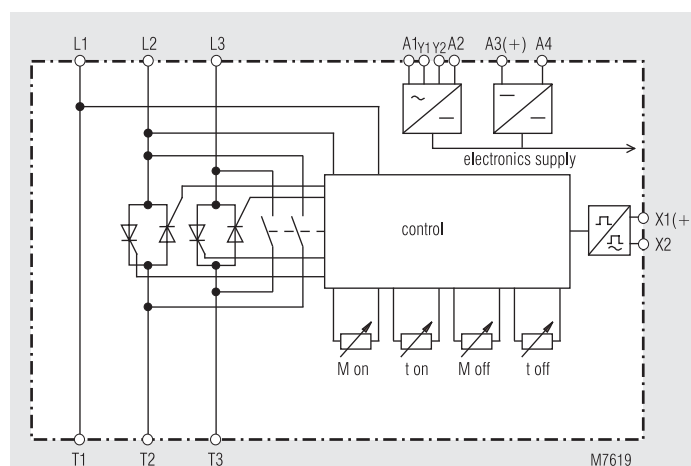 L1 L2 L3 A1 Y1 Y2 A2 A3(+) A4
electronics supply
control
X1(+
X2
M on t on M off t off
T1 T2 T3
M7619